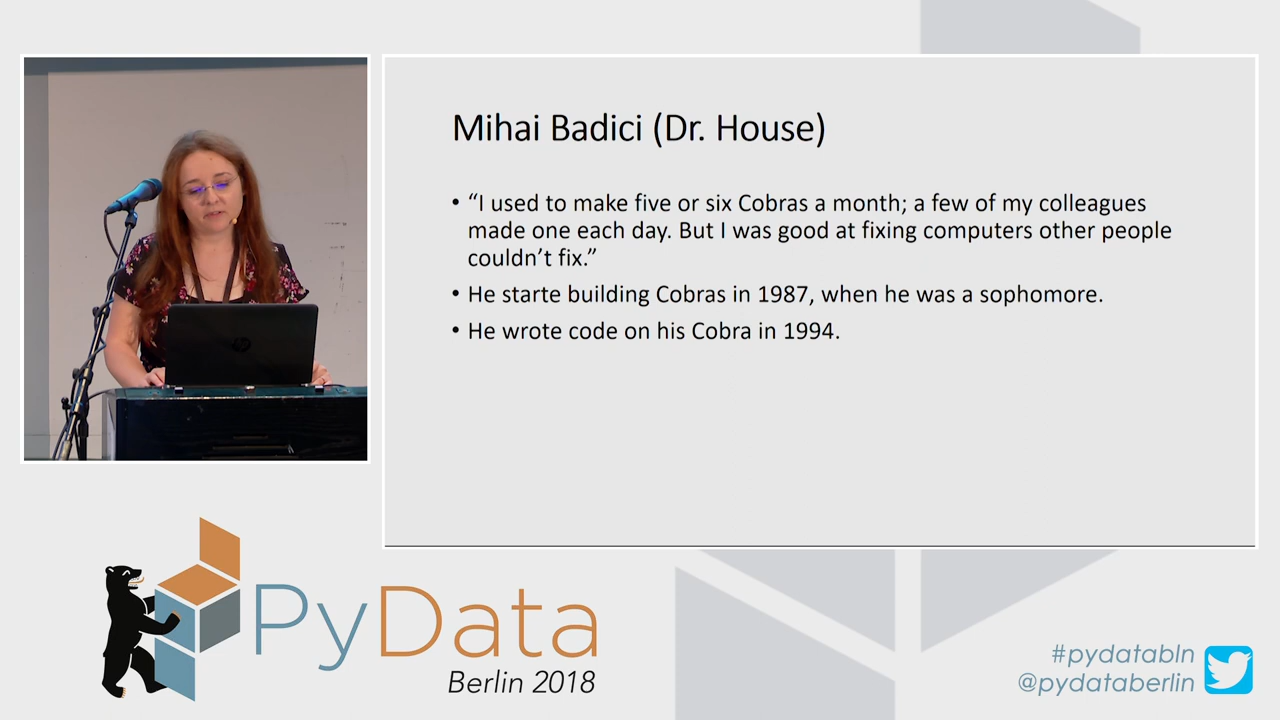 Mihai Badici (Dr. House)
• “I used to make five or six Cobras a month; a few of my colleagues
made one each day. But I was good at fixing computers other people
couldn’t fix.”
• He starte building Cobras in 1987, when he was a sophomore.
• He wrote code on his Cobra in 1994.
PyData
Berlin 2018
#pydatabln
@pydataberlin